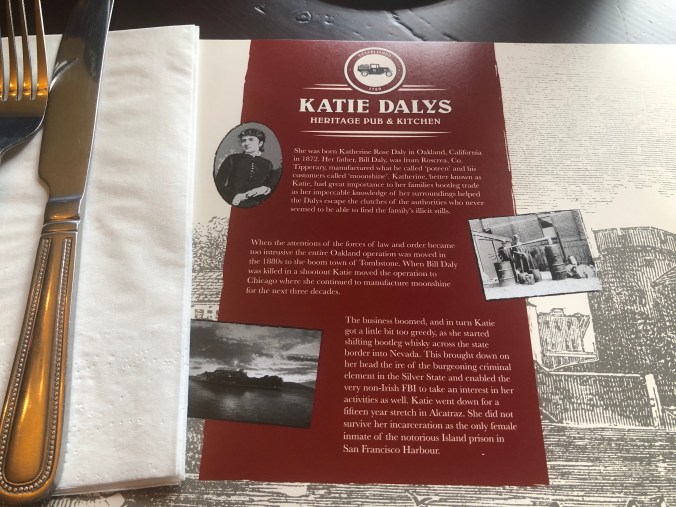 ESTABLISHED
KATIE DALYS
HERITAGE PUB & KITCHEN
She was born Katherine Rose Daly in Oakland, California
in 1872. Her father, Bill Daly, was from Roscrea, Co.
Tipperary, manufactured what he called 'poteen' and his
customers called 'moonshine'. Katherine, better known as
Katie, had great importance to her families booting trade
as her impeccable knowledge of her surroundings helped
the Dalys escape the clutches of the authorities who never
seemed to be able to find the family's illicit stills.
When the attentions of the forces of law and order became
too intrusive the entire Oakland operation was moved in
the 1880s to the boom town of Tombstone. When Bill Daly
was killed in a shootout Katie moved the operation to
Chicago where she continued to manufacture moonshine
for the next three decades.
The business boomed, and in turn Katie
got a little bit too greedy, as she started
shifting bootleg whisky across the state
border into Nevada. This brought down on
her head the ire of the burgeoning criminal
element in the Silver State and enabled the
very non-Irish FBI to take an interest in her
activities as well. Katie went down for a
fifteen year stretch in Alcatraz. She did not
survive her incarceration as the only female
inmate of the notorious Island prison in
San Francisco Harbour.